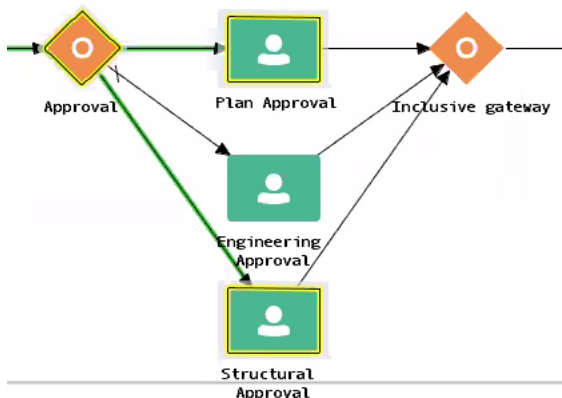 Approval
Plan Approval
Inclusive gateway
Engineering
Approval
Structural
Approval